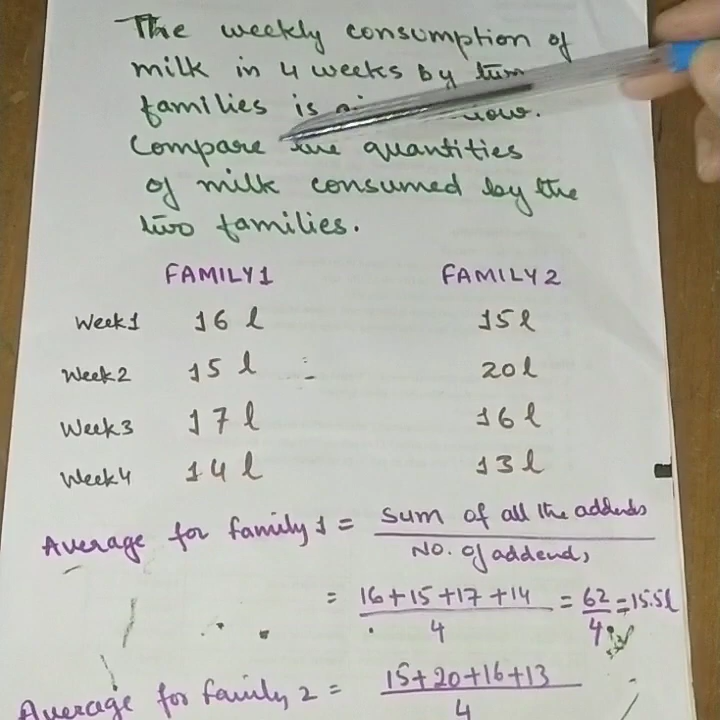 The weekly consumption of
milk in 4 weeks by two
families is
Compare the quantities
of milk consumed by the
two families.
FAMILY1 FAMILY2
Week1 16 l 15 l
Week2 15 l 20 l
Week3 17 l 16 l
Week4 14 l 13 l
Average for family 1 = Sum of all the addends
No. of addends
= 16+15+17+14 = 62 = 15.5 l
4 4
Average for family 2 = 15+20+16+13
4